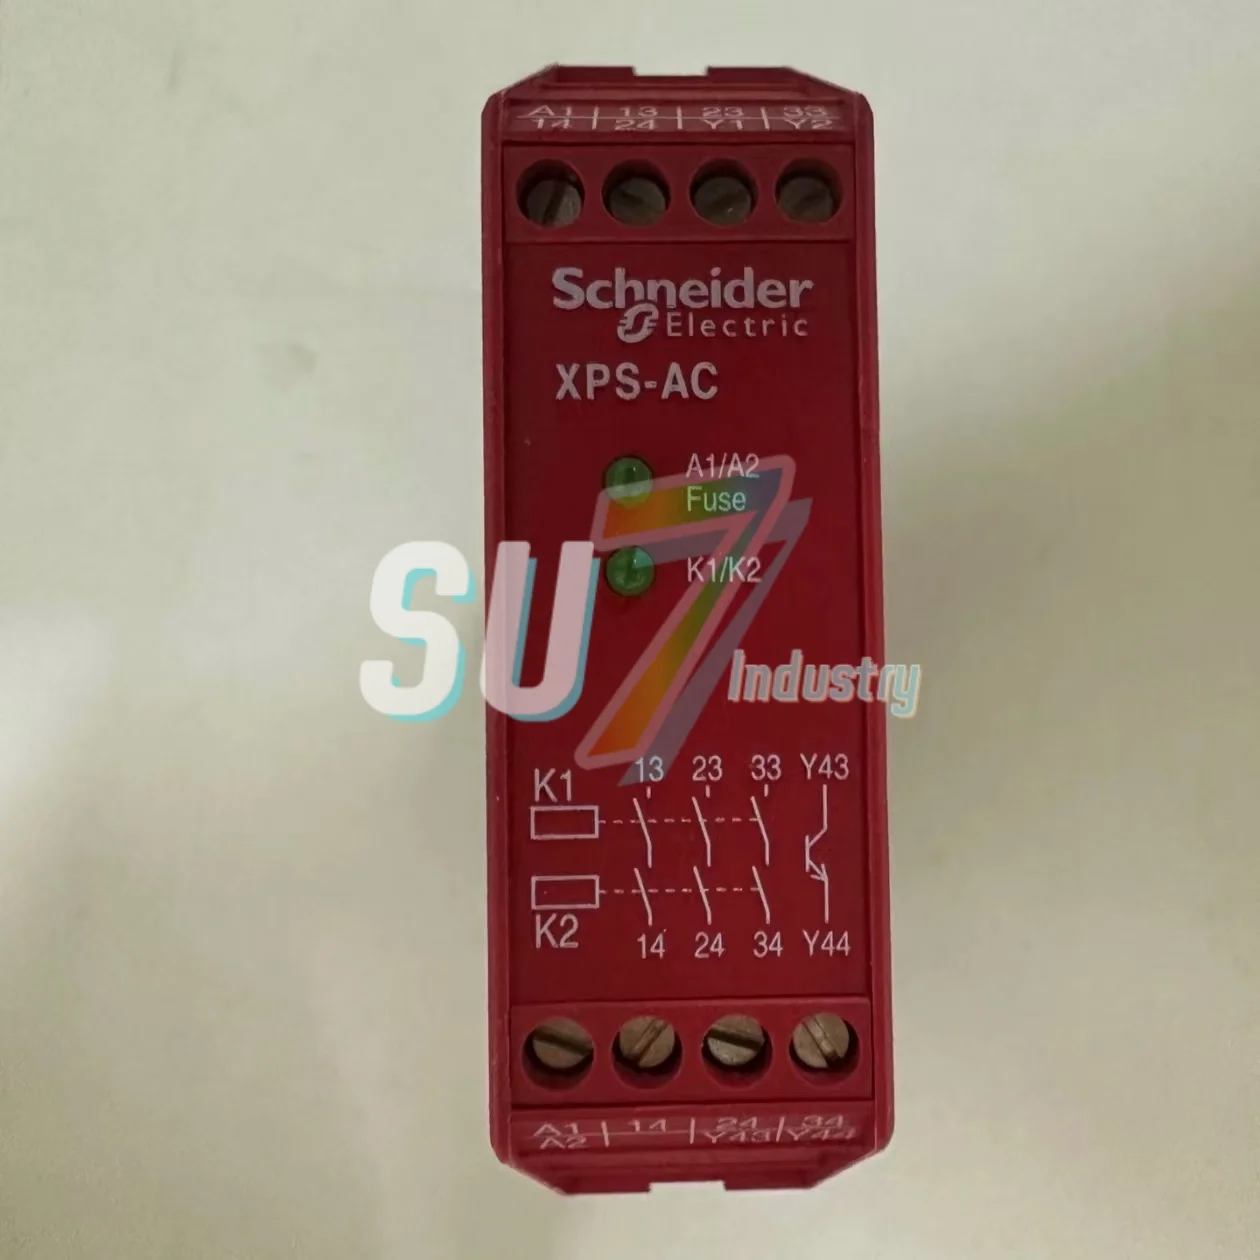 A1 | 13 | 23 | 33
14 | 24 | Y1 | Y2
Schneider
Electric
XPS-AC
A1/A2
Fuse
K1/K2
SU7 Industry
13 23 33 Y43
K1
K2
14 24 34 Y44
A1 | 14 | 24 | 34
A2 | | Y43 | Y44